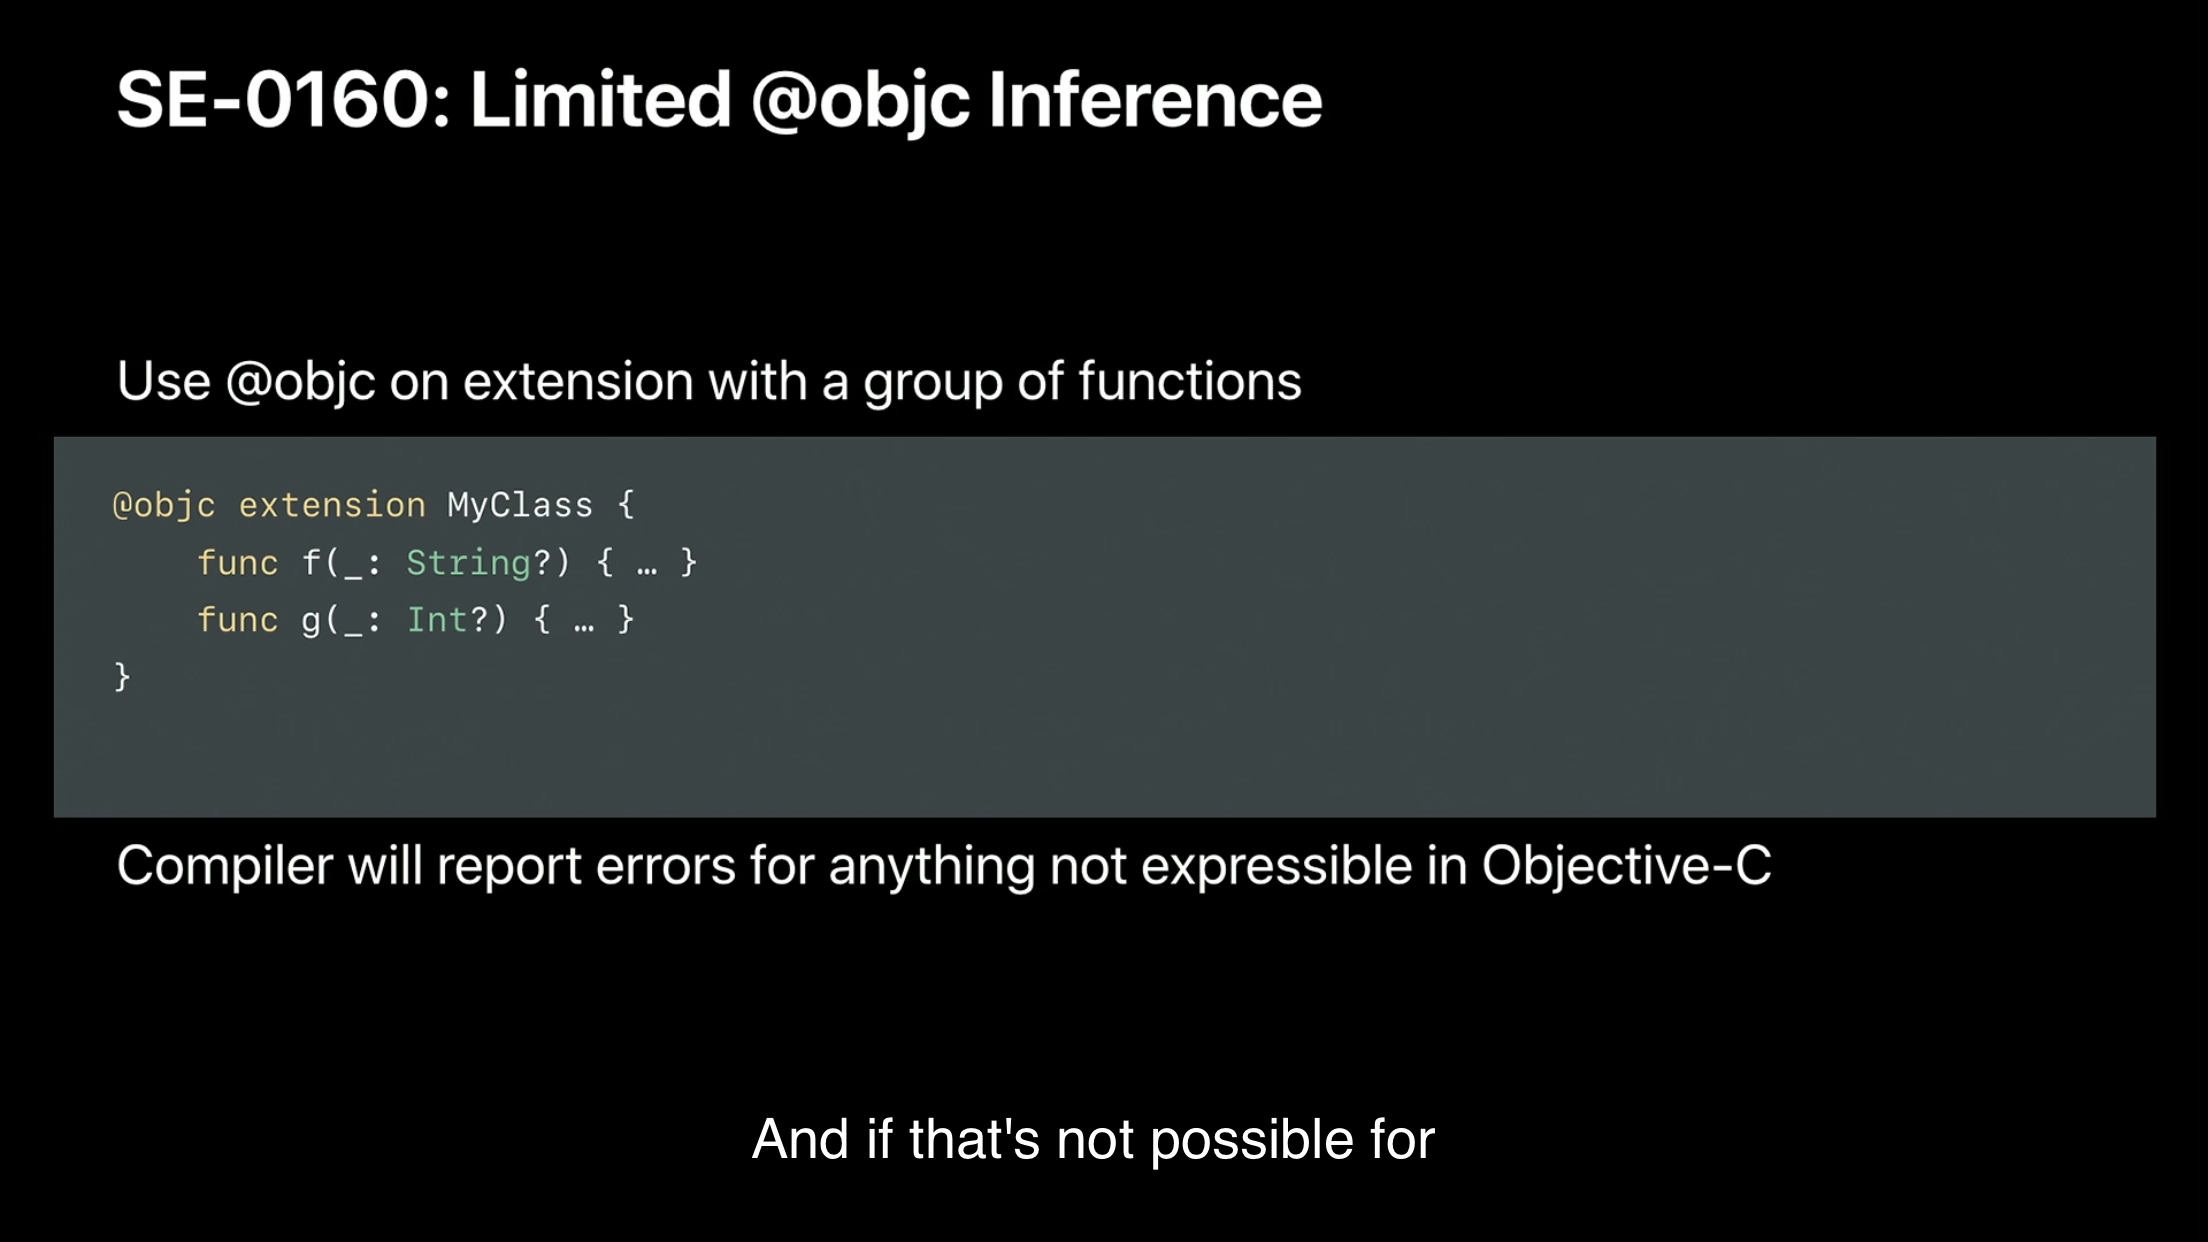 SE-0160: Limited @objc Inference
Use @objc on extension with a group of functions
@objc extension MyClass {
    func f(_: String?) { … }
    func g(_: Int?) { … }
}
Compiler will report errors for anything not expressible in Objective-C
And if that's not possible for